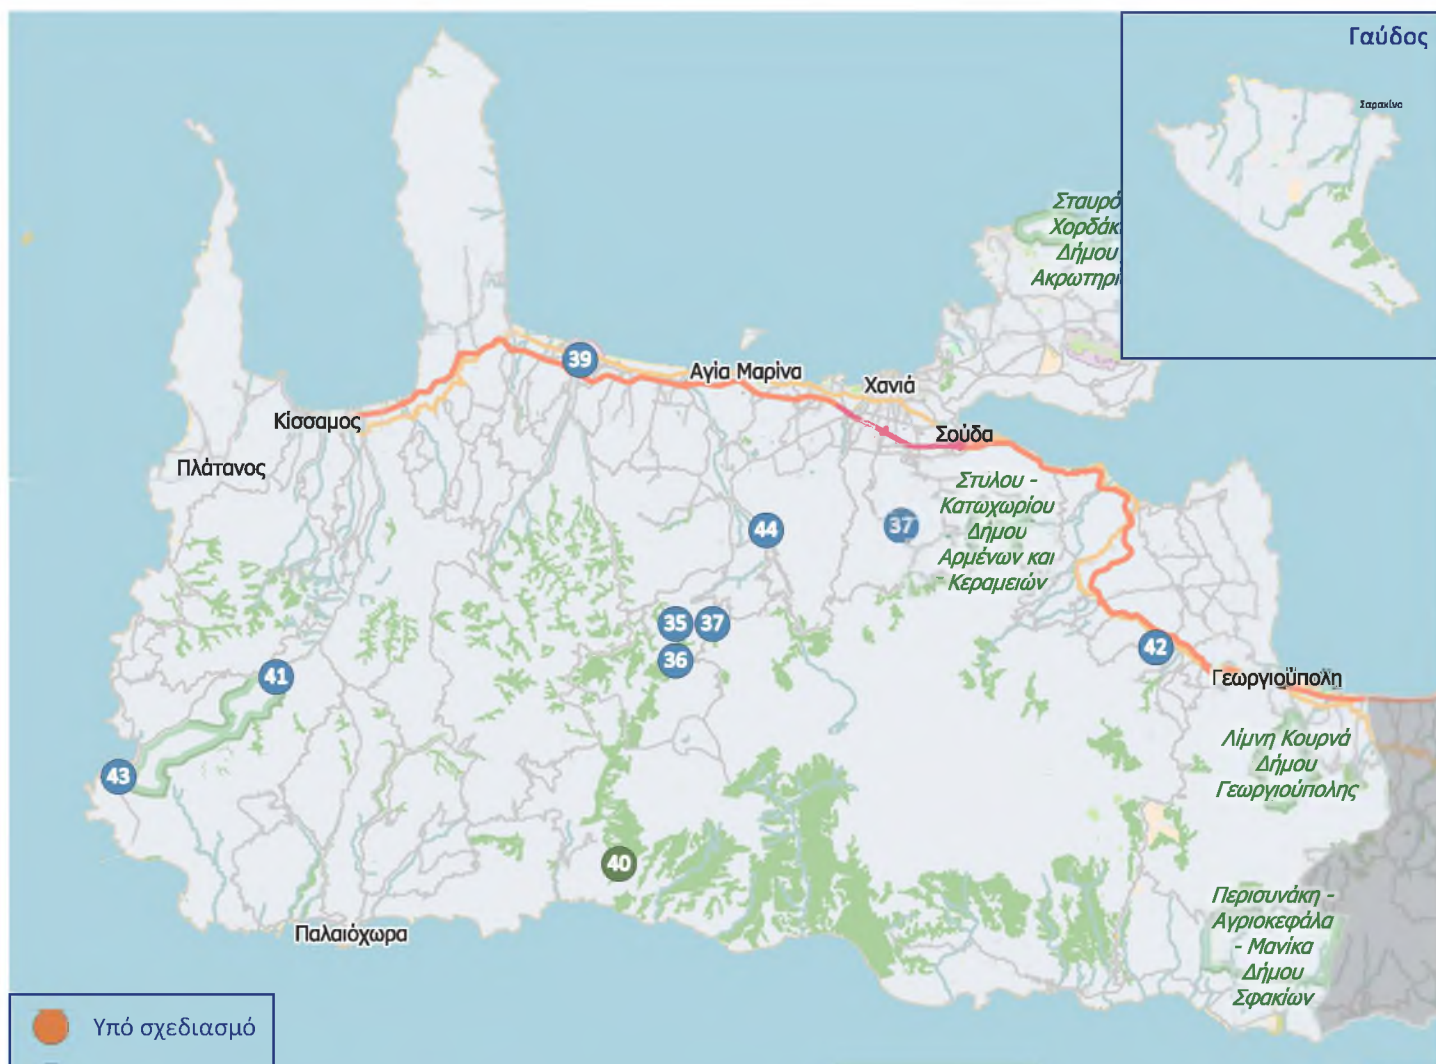 Γαύδος
Σαρακίνα
Σταυρό
Χορδάκ
Δήμου
Ακρωτηρι
39
Αγία Μαρίνα
Χανιά
Κίσσαμος
Σούδα
Πλάτανος
Στυλου -
Κατωχωρίου
Δημου
Αρμένων και
- Κεραμειών
44
37
35
37
36
42
41
Γεωργιούπολη
43
Λίμνη Κουρνά
Δήμου
Γεωργιούπολης
40
Περισυνάκη -
Αγριοκεφάλα
- Μανίκα
Δήμου
Σφακίων
Παλαιόχωρα
Υπό σχεδιασμό